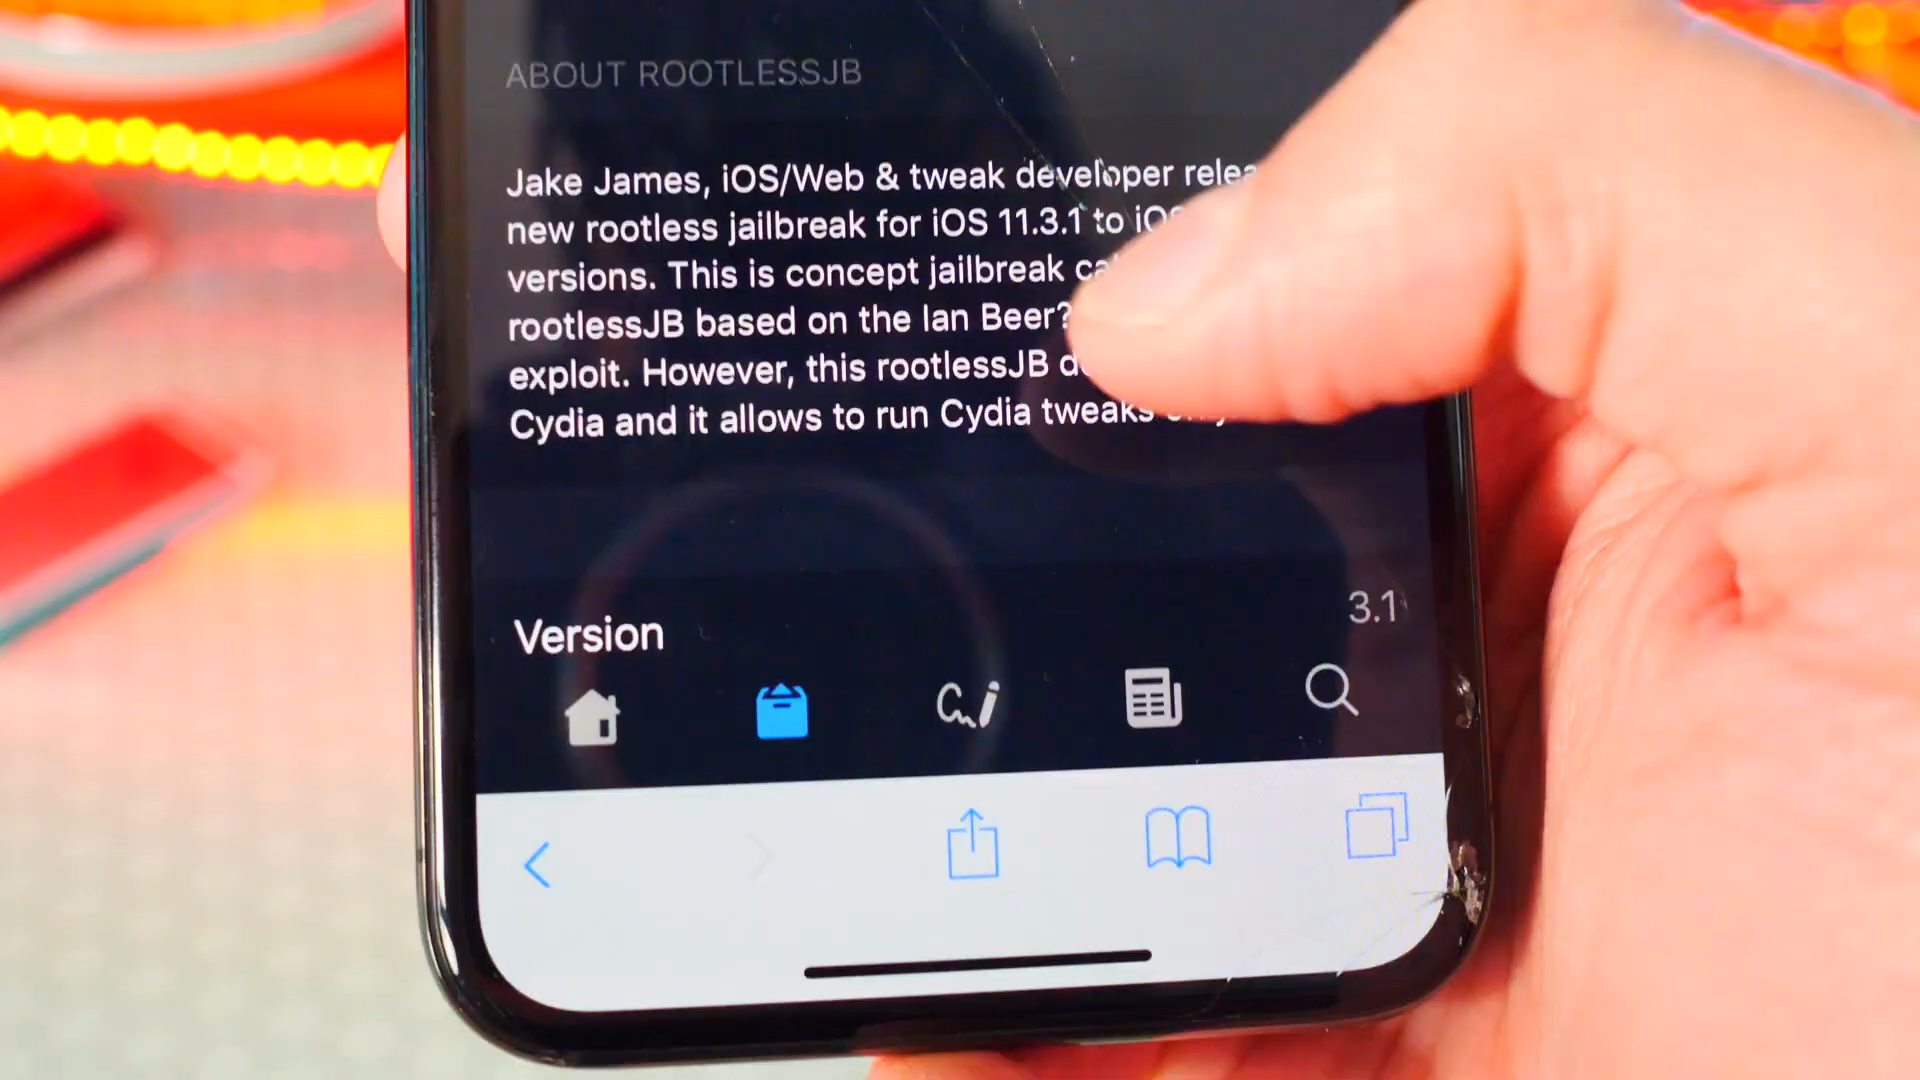 ABOUT ROOTLESSJB
Jake James, iOS/Web & tweak developer
new rootless jailbreak for iOS 11.3.1 to
versions. This is concept jailbreak
rootlessJB based on the Ian Beer?
exploit. However, this rootlessJB
Cydia and it allows to run Cydia tweaks
Version
3.1